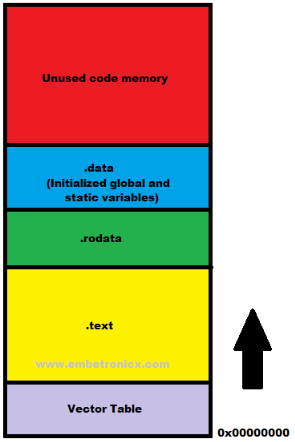 Unused code memory
.data
(Initialized global and
static variables)
.rodata
.text
www.embetronicx.com
Vector Table
0x00000000